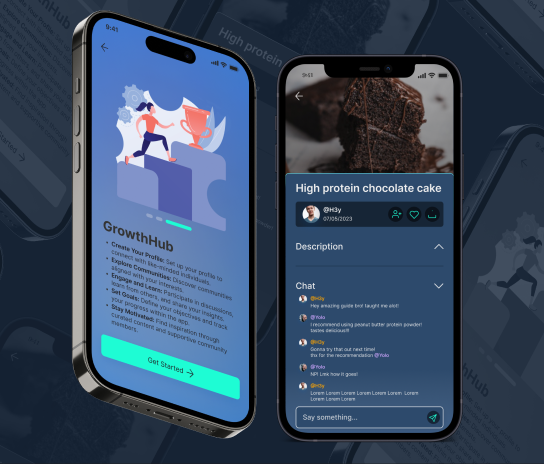 9:41
GrowthHub
Create Your Profile: Set up your profile to
connect with like-minded individuals.
Explore Communities: Discover communities
aligned with your interests.
Engage and Learn: Participate in discussions,
learn from others, and share your insights.
Set Goals: Define your objectives and track
your progress within the app.
Stay Motivated: Find inspiration through
curated content and supportive community
members.
Get Started
9:41
High protein chocolate cake
@H3y
07/05/2023
Description
Chat
@H3y
Hey amazing guide bro! taught me alot!
@Yolo
I recommend using peanut butter protein powder!
tastes delicious!!
@H3y
Gonna try that out next time!
thx for the recommendation @Yolo
@Yolo
NP! Lmk how it goes!
@H3y
Lorem Lorem Lorem Lorem Lorem Lorem
Lorem Lorem Lorem
Say something...
High protein
GrowthHub